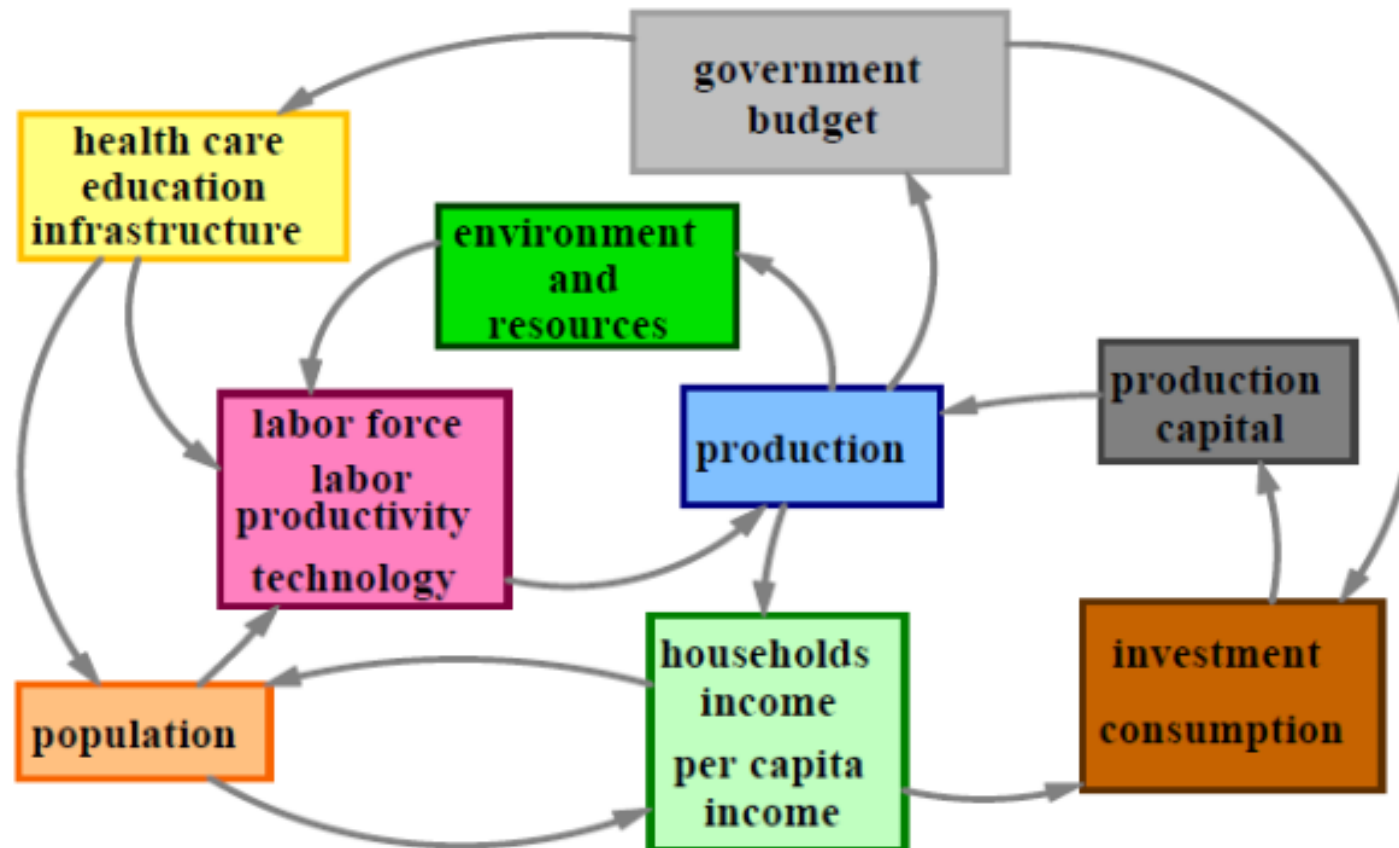 government
budget
health care
education
infrastructure
environment
and
resources
production
capital
labor force
labor
productivity
technology
production
households
income
per capita
income
investment
consumption
population